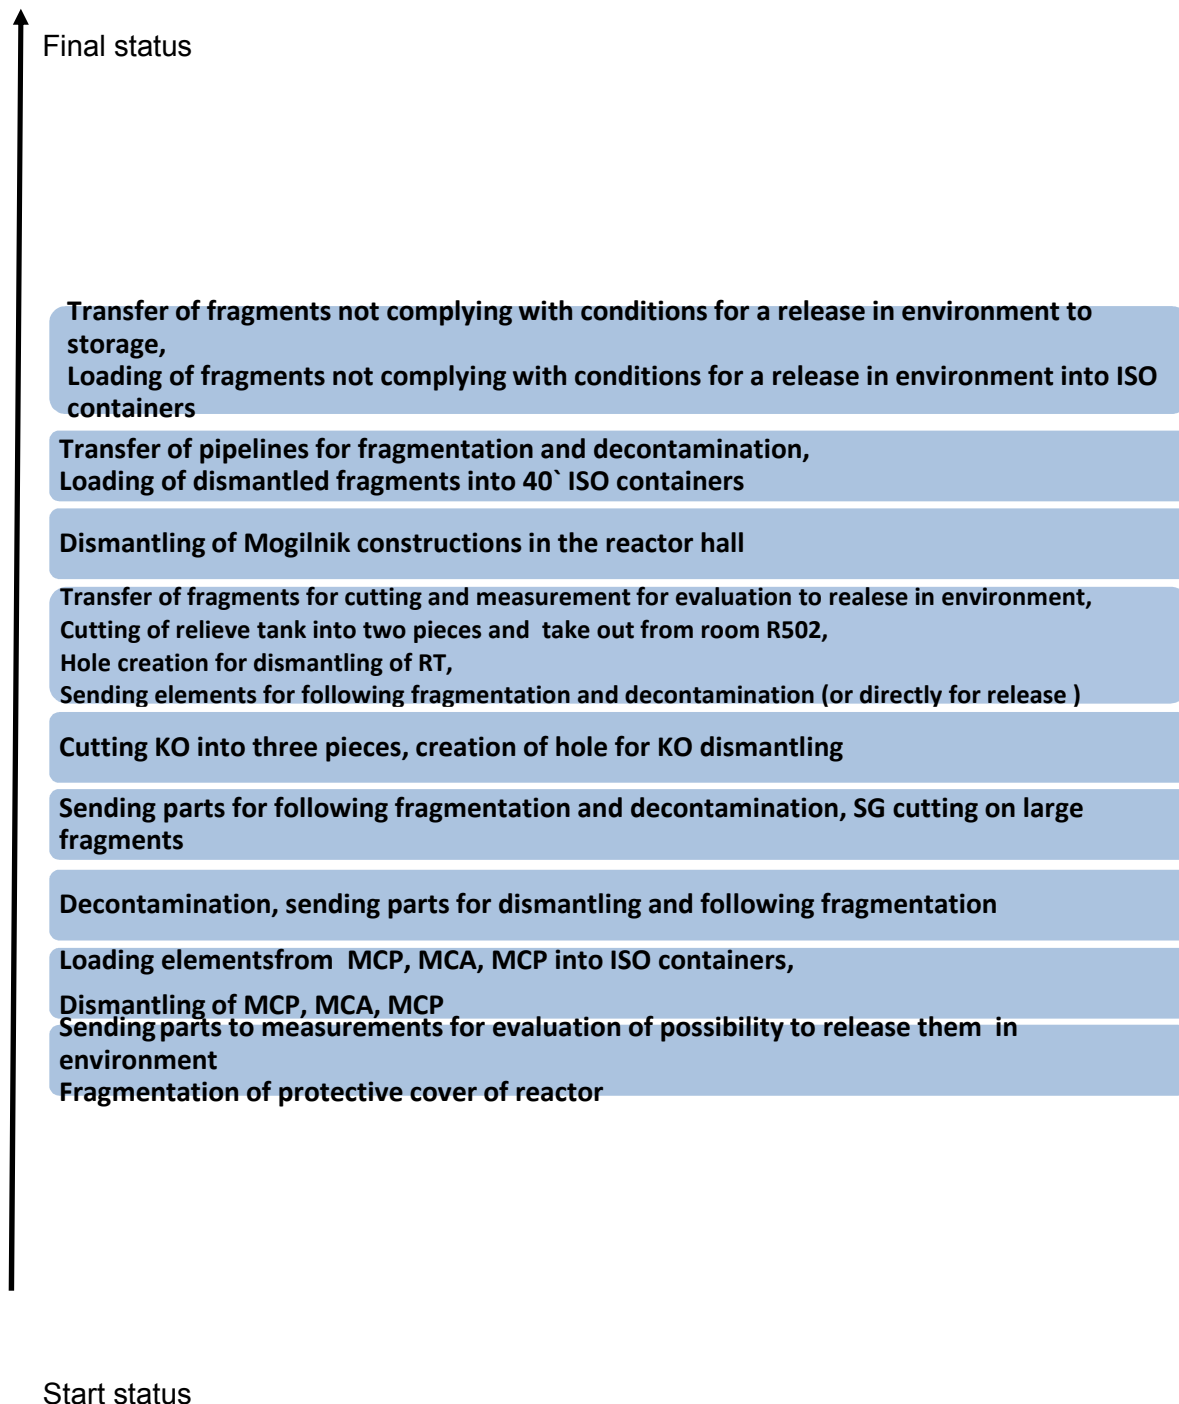 Final status
Transfer of fragments not complying with conditions for a release in environment to
storage,
Loading of fragments not complying with conditions for a release in environment into ISO
containers
Transfer of pipelines for fragmentation and decontamination,
Loading of dismantled fragments into 40` ISO containers
Dismantling of Mogilnik constructions in the reactor hall
Transfer of fragments for cutting and measurement for evaluation to realese in environment,
Cutting of relieve tank into two pieces and take out from room R502,
Hole creation for dismantling of RT,
Sending elements for following fragmentation and decontamination (or directly for release )
Cutting KO into three pieces, creation of hole for KO dismantling
Sending parts for following fragmentation and decontamination, SG cutting on large
fragments
Decontamination, sending parts for dismantling and following fragmentation
Loading elementsfrom MCP, MCA, MCP into ISO containers,
Dismantling of MCP, MCA, MCP
Sending parts to measurements for evaluation of possibility to release them in
environment
Fragmentation of protective cover of reactor
Start status